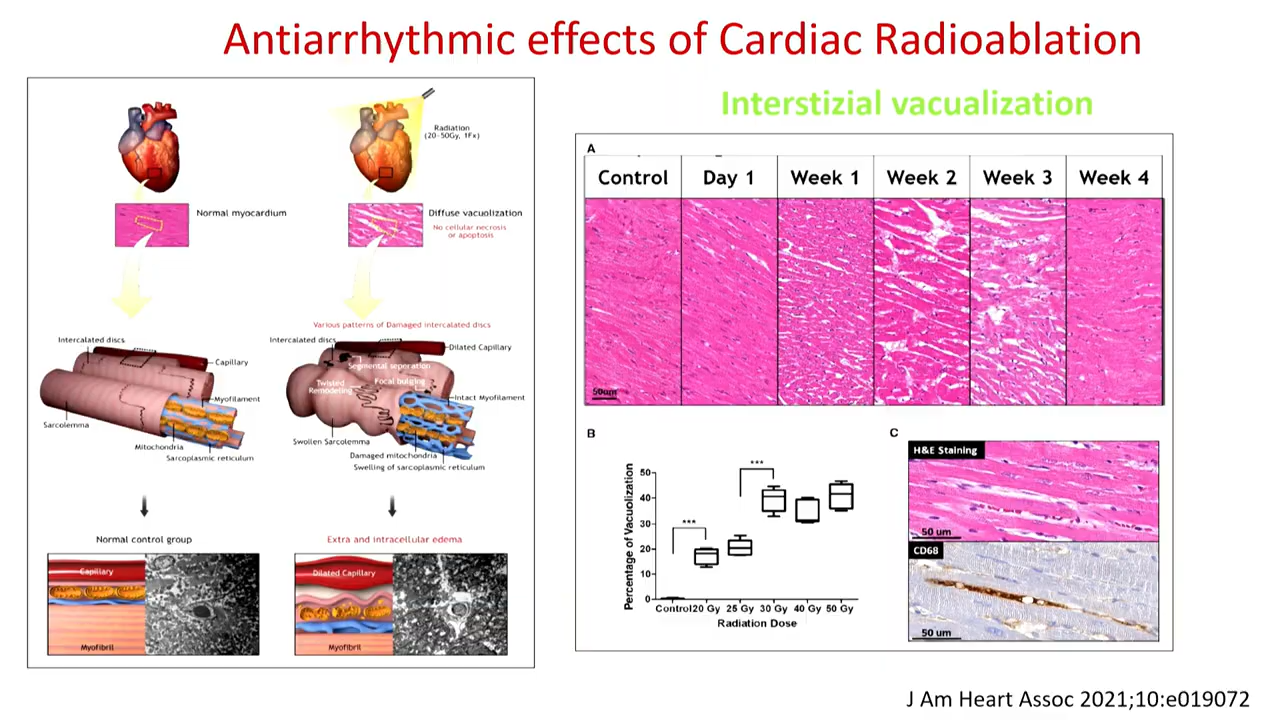 Antiarrhythmic effects of Cardiac Radioablation
Radiation
(20-50Gy, 1Fx)
Normal myocardium
Diffuse vacuolization
No cellular necrosis
or apoptosis
Various patterns of Damaged intercalated discs
Intercalated discs
Capillary
Myofilament
Sarcolemma
Mitochondria
Sarcoplasmic reticulum
Intercalated discs
Dilated Capillary
Segmental seperation
Twisted
Remodeling
Focal bulging
Intact Myofilament
Swollen Sarcolemma
Damaged mitochondria
Swelling of sarcoplasmic reticulum
Normal control group
Extra and intracellular edema
Capillary
Myofibril
Dilated Capillary
Myofibril
Interstizial vacualization
A
Control Day 1 Week 1 Week 2 Week 3 Week 4
50um
B
Percentage of Vacuolization
50
40
30
20
10
0
***
***
Control 20 Gy 25 Gy 30 Gy 40 Gy 50 Gy
Radiation Dose
C
H&E Staining
50 um
CD68
50 um
J Am Heart Assoc 2021;10:e019072